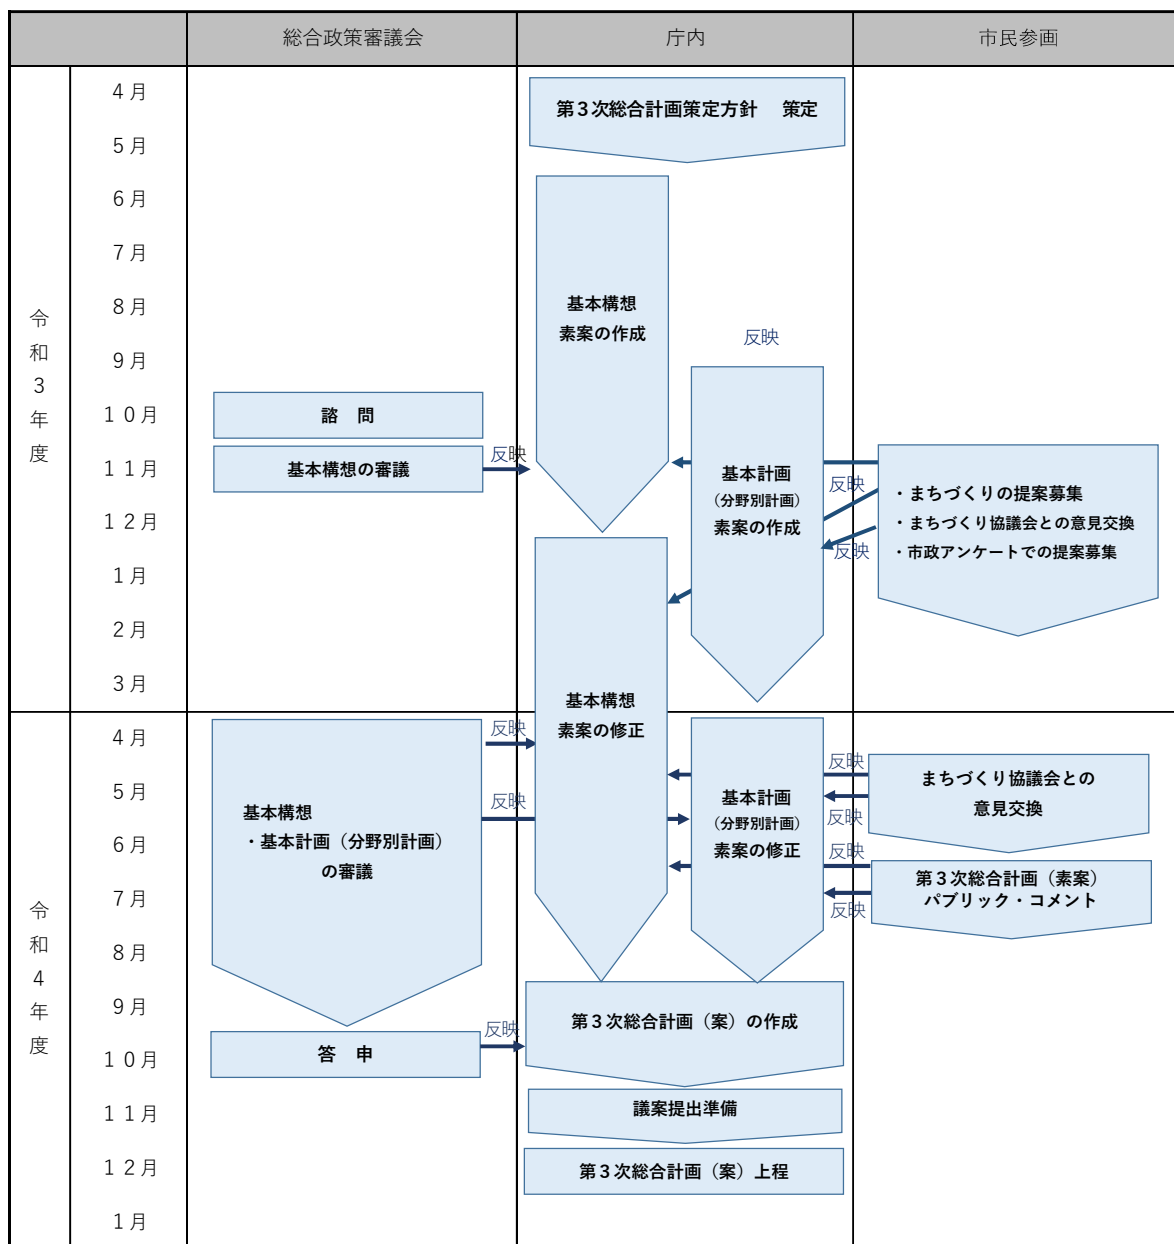 総合政策審議会
庁内
市民参画
令和3年度
4月
5月
6月
7月
8月
9月
10月
11月
12月
1月
2月
3月
第3次総合計画策定方針 策定
基本構想
素案の作成
反映
諮 問
基本構想の審議
反映
基本計画
(分野別計画)
素案の作成
反映
反映
・まちづくりの提案募集
・まちづくり協議会との意見交換
・市政アンケートでの提案募集
令和4年度
4月
5月
6月
7月
8月
9月
10月
11月
12月
1月
基本構想
・基本計画(分野別計画)
の審議
反映
反映
基本構想
素案の修正
基本計画
(分野別計画)
素案の修正
反映
反映
反映
反映
まちづくり協議会との
意見交換
第3次総合計画(素案)
パブリック・コメント
答 申
反映
第3次総合計画(案)の作成
議案提出準備
第3次総合計画(案)上程